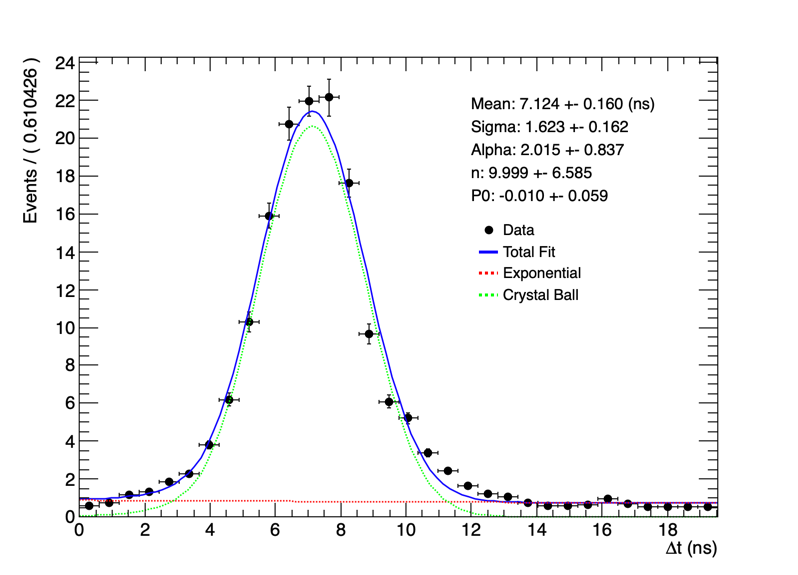 Events / ( 0.610426 )
24
22
20
18
16
14
12
10
8
6
4
2
0
Mean: 7.124 +- 0.160 (ns)
Sigma: 1.623 +- 0.162
Alpha: 2.015 +- 0.837
n: 9.999 +- 6.585
P0: -0.010 +- 0.059
Data
Total Fit
Exponential
Crystal Ball
0 2 4 6 8 10 12 14 16 18
Δt (ns)